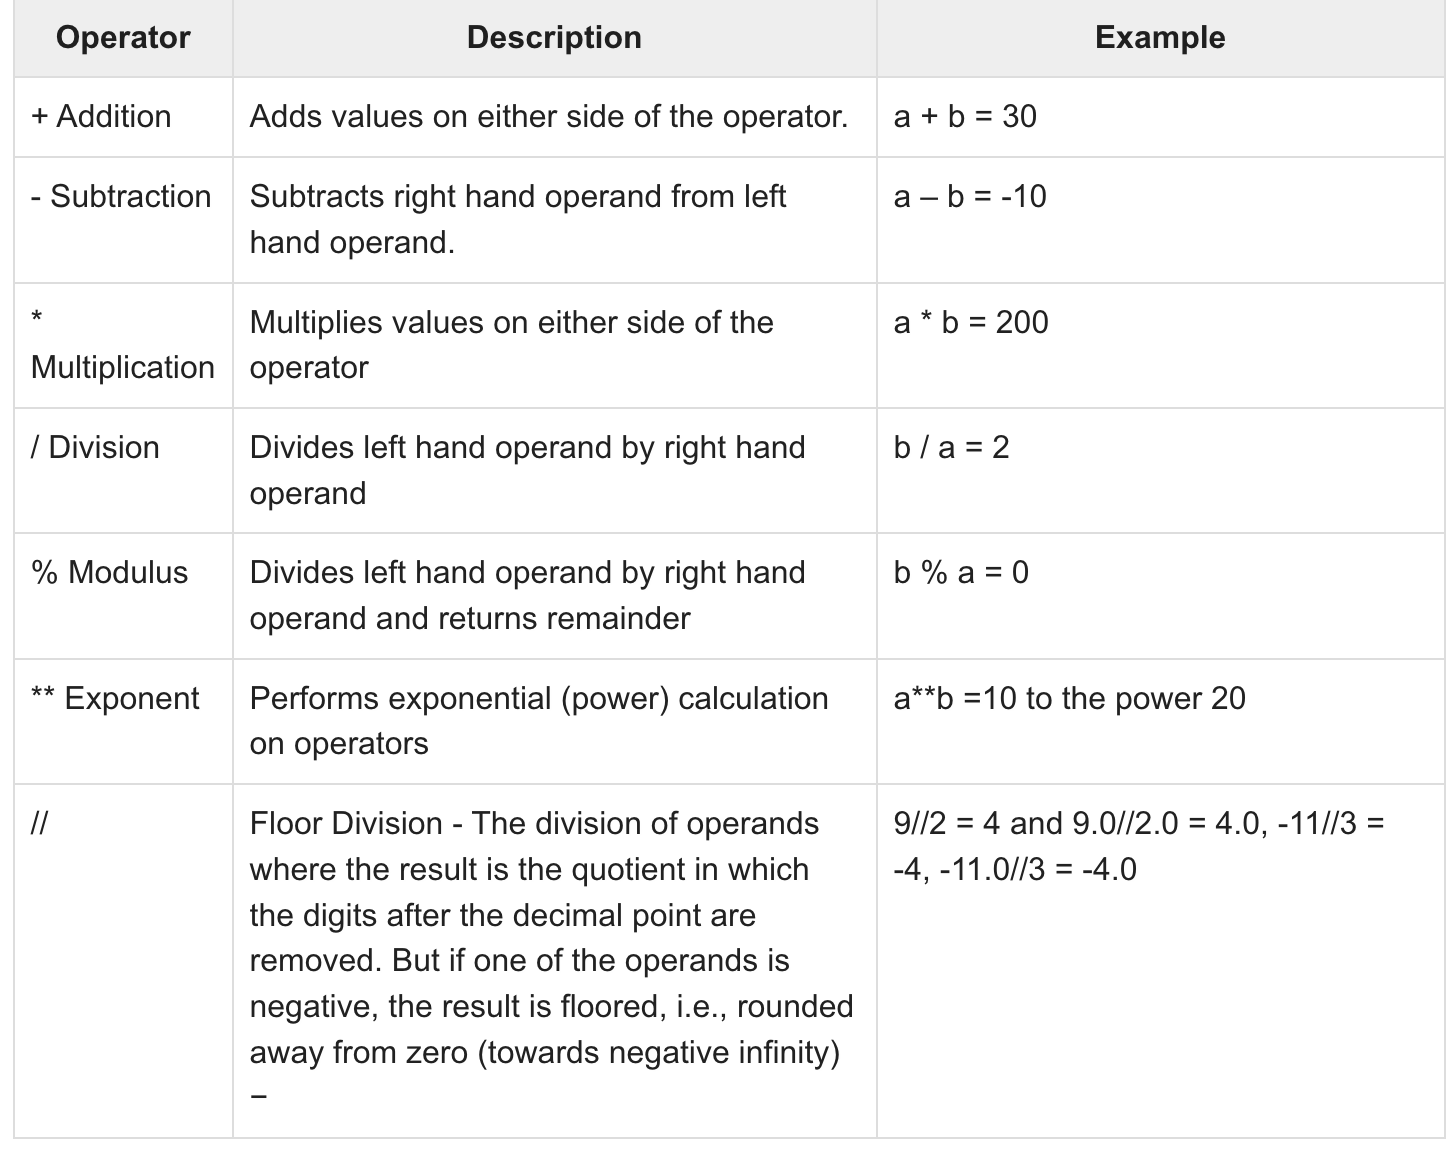 Operator Description Example
+ Addition Adds values on either side of the operator. a + b = 30
- Subtraction Subtracts right hand operand from left a – b = -10
hand operand.
* Multiplies values on either side of the a * b = 200
Multiplication operator
/ Division Divides left hand operand by right hand b / a = 2
operand
% Modulus Divides left hand operand by right hand b % a = 0
operand and returns remainder
** Exponent Performs exponential (power) calculation a**b =10 to the power 20
on operators
// Floor Division - The division of operands 9//2 = 4 and 9.0//2.0 = 4.0, -11//3 =
where the result is the quotient in which -4, -11.0//3 = -4.0
the digits after the decimal point are
removed. But if one of the operands is
negative, the result is floored, i.e., rounded
away from zero (towards negative infinity)
–